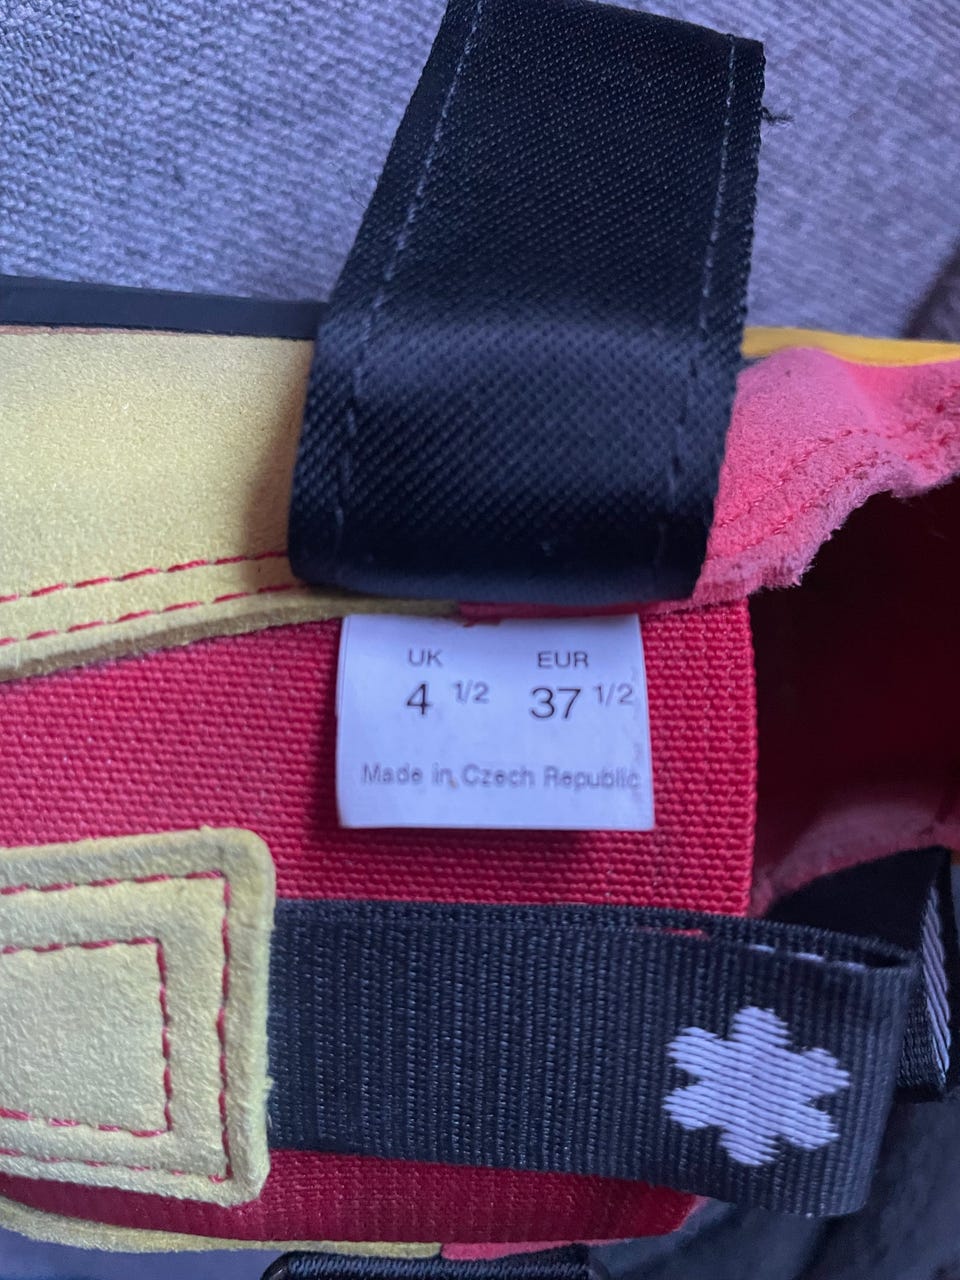 UK EUR
4 1/2 37 1/2
Made in Czech Republic